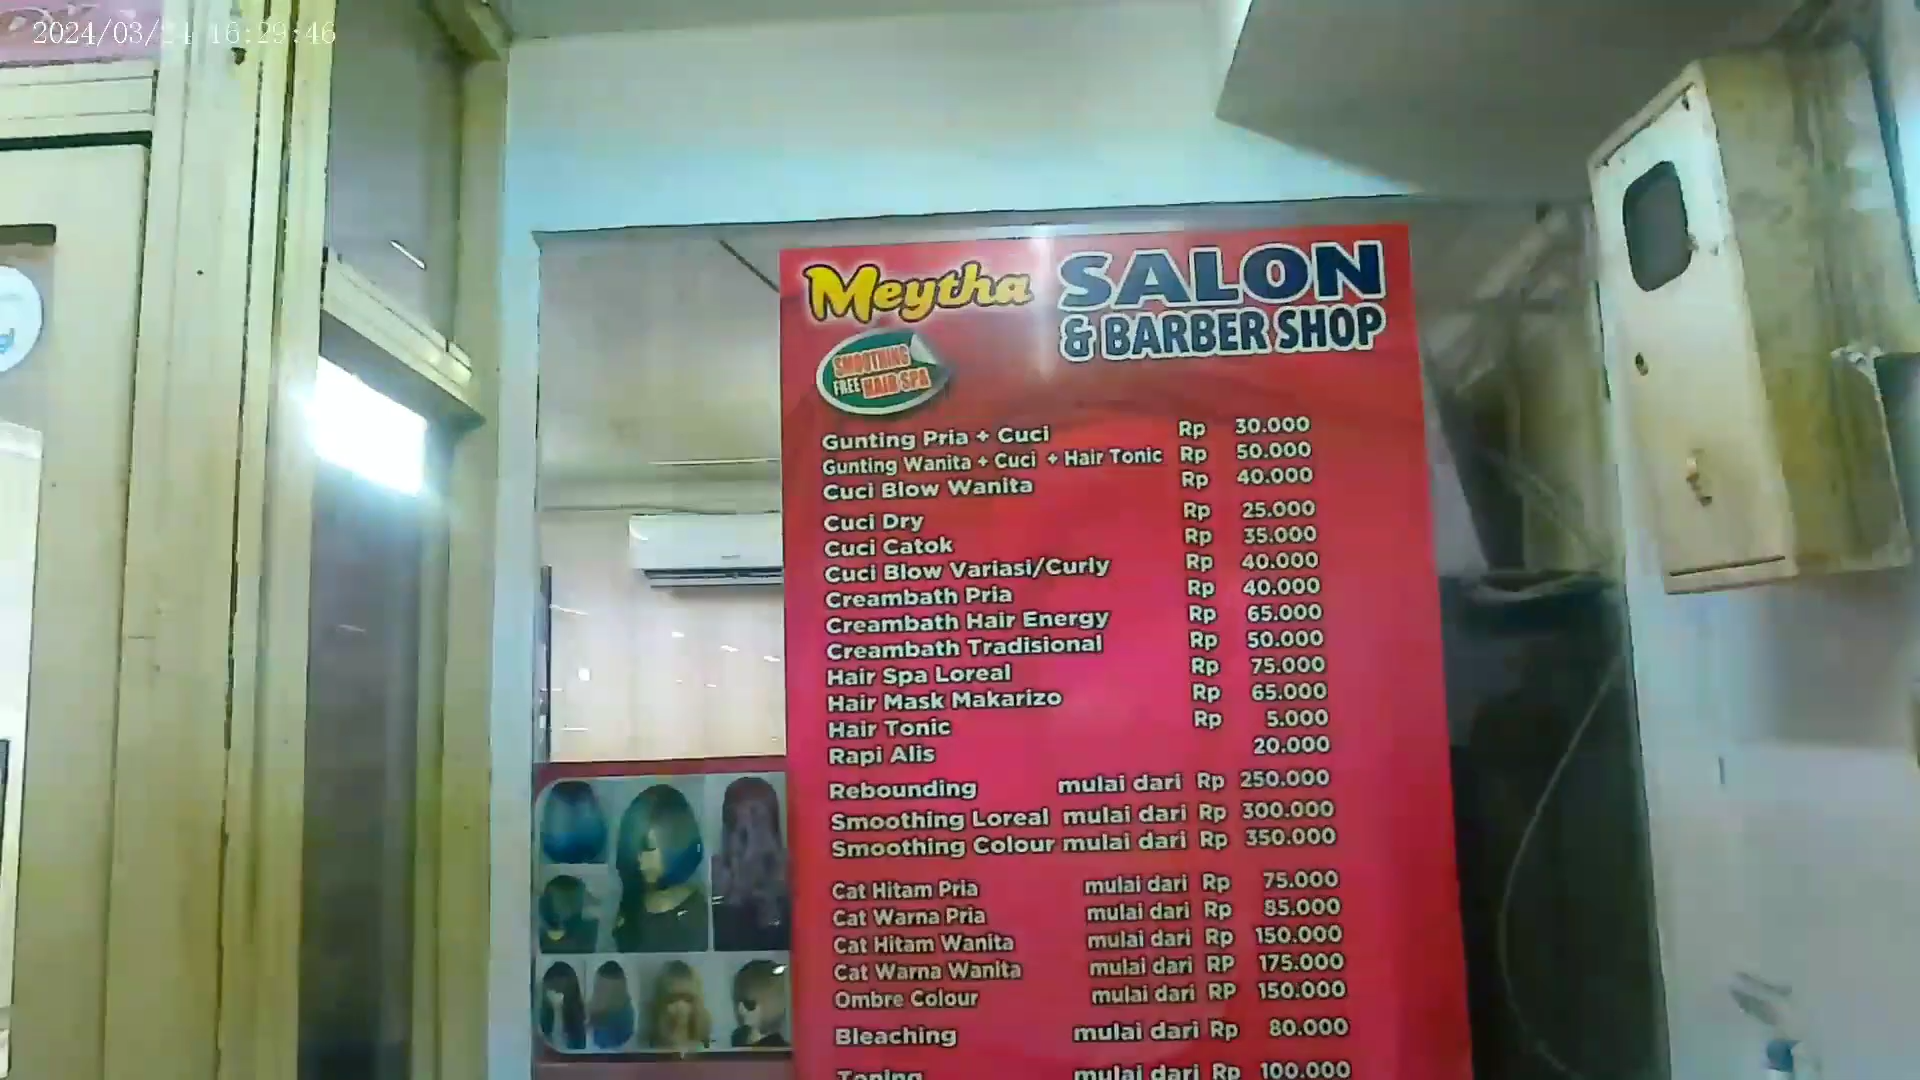 2024/03/24 16:29:46
Meytha SALON
& BARBER SHOP
SMOOTHING
FREE HAIR SPA
Gunting Pria + Cuci Rp 30.000
Gunting Wanita + Cuci + Hair Tonic Rp 50.000
Cuci Blow Wanita Rp 40.000
Cuci Dry Rp 25.000
Cuci Catok Rp 35.000
Cuci Blow Variasi/Curly Rp 40.000
Creambath Pria Rp 40.000
Creambath Hair Energy Rp 65.000
Creambath Tradisional Rp 50.000
Hair Spa Loreal Rp 75.000
Hair Mask Makarizo Rp 65.000
Hair Tonic Rp 5.000
Rapi Alis 20.000
Rebounding mulai dari Rp 250.000
Smoothing Loreal mulai dari Rp 300.000
Smoothing Colour mulai dari Rp 350.000
Cat Hitam Pria mulai dari Rp 75.000
Cat Warna Pria mulai dari Rp 85.000
Cat Hitam Wanita mulai dari Rp 150.000
Cat Warna Wanita mulai dari RP 175.000
Ombre Colour mulai dari RP 150.000
Bleaching mulai dari Rp 80.000
Toning mulai dari Rp 100.000